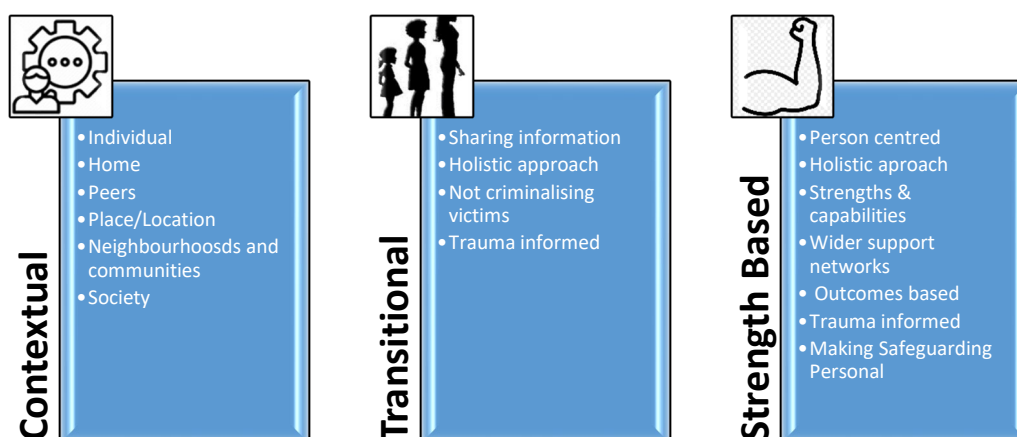 Contextual
•Individual
•Home
•Peers
•Place/Location
•Neighbourhoosds and
communities
•Society
Transitional
•Sharing information
•Holistic approach
•Not criminalising
victims
•Trauma informed
Strength Based
•Person centred
•Holistic aproach
•Strengths &
capabilities
•Wider support
networks
• Outcomes based
•Trauma informed
•Making Safeguarding
Personal